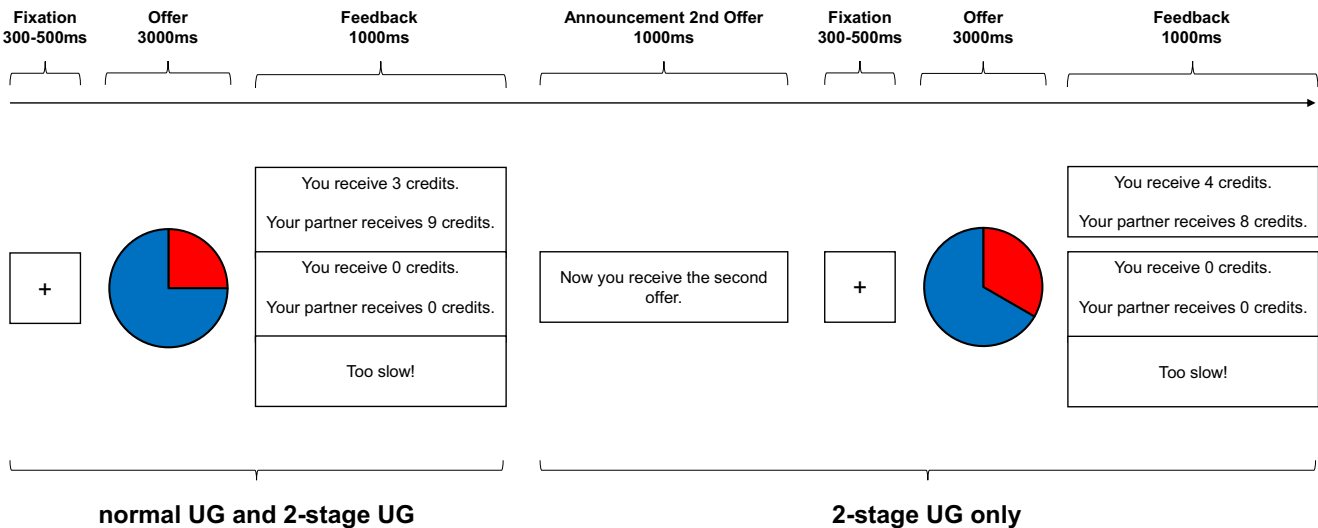 Fixation
300-500ms
Offer
3000ms
Feedback
1000ms
Announcement 2nd Offer
1000ms
Fixation
300-500ms
Offer
3000ms
Feedback
1000ms
+
You receive 3 credits.
Your partner receives 9 credits.
You receive 0 credits.
Your partner receives 0 credits.
Too slow!
Now you receive the second
offer.
+
You receive 4 credits.
Your partner receives 8 credits.
You receive 0 credits.
Your partner receives 0 credits.
Too slow!
normal UG and 2-stage UG
2-stage UG only